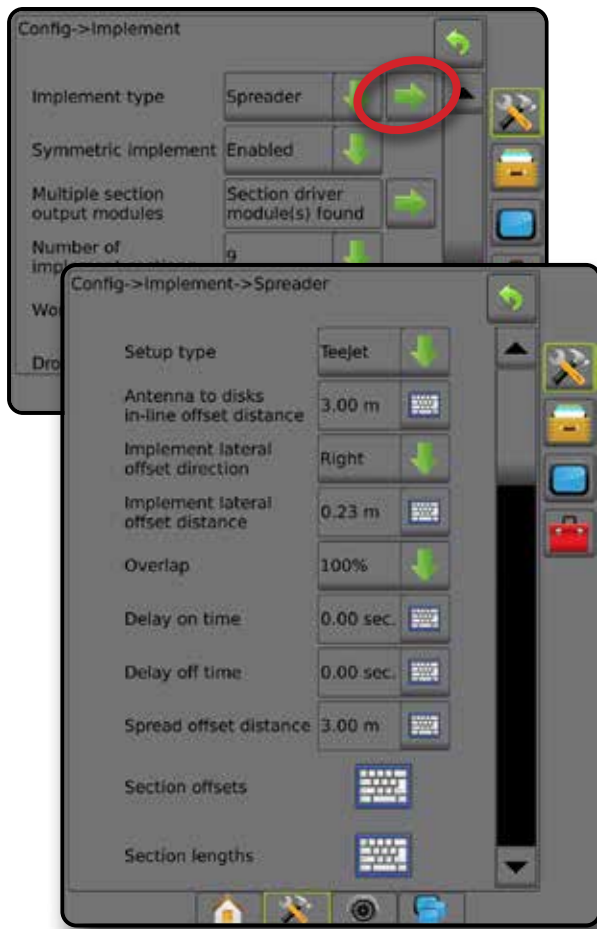 Config->Implement
Implement type
Spreader
Symmetric implement
Enabled
Multiple section
output modules
Section driver
module(s) found
Number of
9
Config->Implement->Spreader
Setup type
TeeJet
Antenna to disks
in-line offset distance
3.00 m
Implement lateral
offset direction
Right
Implement lateral
offset distance
0.23 m
Overlap
100%
Delay on time
0.00 sec.
Delay off time
0.00 sec.
Spread offset distance
3.00 m
Section offsets
Section lengths